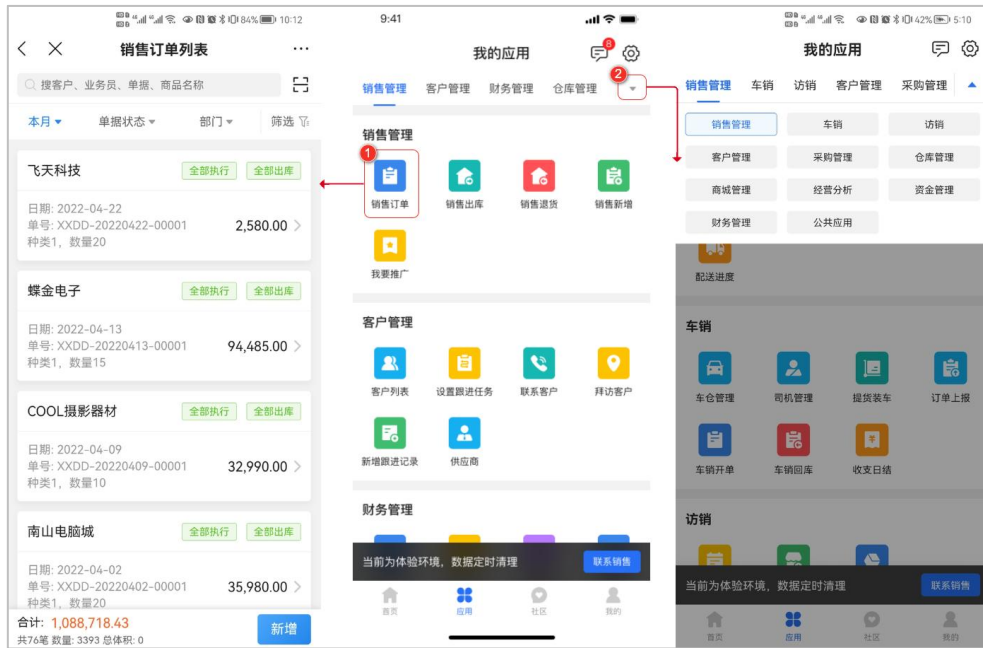 84% 10:12
销售订单列表
搜客户、业务员、单据、商品名称
本月 单据状态 部门 筛选
飞天科技 全部执行 全部出库
日期: 2022-04-22
单号: XXDD-20220422-00001 2,580.00
种类1, 数量20
蝶金电子 全部执行 全部出库
日期: 2022-04-13
单号: XXDD-20220413-00001 94,485.00
种类1, 数量15
COOL摄影器材 全部执行 全部出库
日期: 2022-04-09
单号: XXDD-20220409-00001 32,990.00
种类1, 数量10
南山电脑城 全部执行 全部出库
日期: 2022-04-02
单号: XXDD-20220402-00001 35,980.00
种类1, 数量20
合计: 1,088,718.43
共76笔 数量: 3393 总体积: 0
新增
9:41
我的应用 8
2
销售管理 客户管理 财务管理 仓库管理
销售管理
1
销售订单 销售出库 销售退货 销售新增
我要推广
客户管理
客户列表 设置跟进任务 联系客户 拜访客户
新增跟进记录 供应商
财务管理
当前为体验环境，数据定时清理 联系销售
首页 应用 社区 我的
42% 5:10
我的应用
销售管理 车销 访销 客户管理 采购管理
销售管理 车销 访销
客户管理 采购管理 仓库管理
商城管理 经营分析 资金管理
财务管理 公共应用
配送进度
车销
车仓管理 司机管理 提货装车 订单上报
车销开单 车销回库 收支日结
访销
当前为体验环境，数据定时清理 联系销售
首页 应用 社区 我的